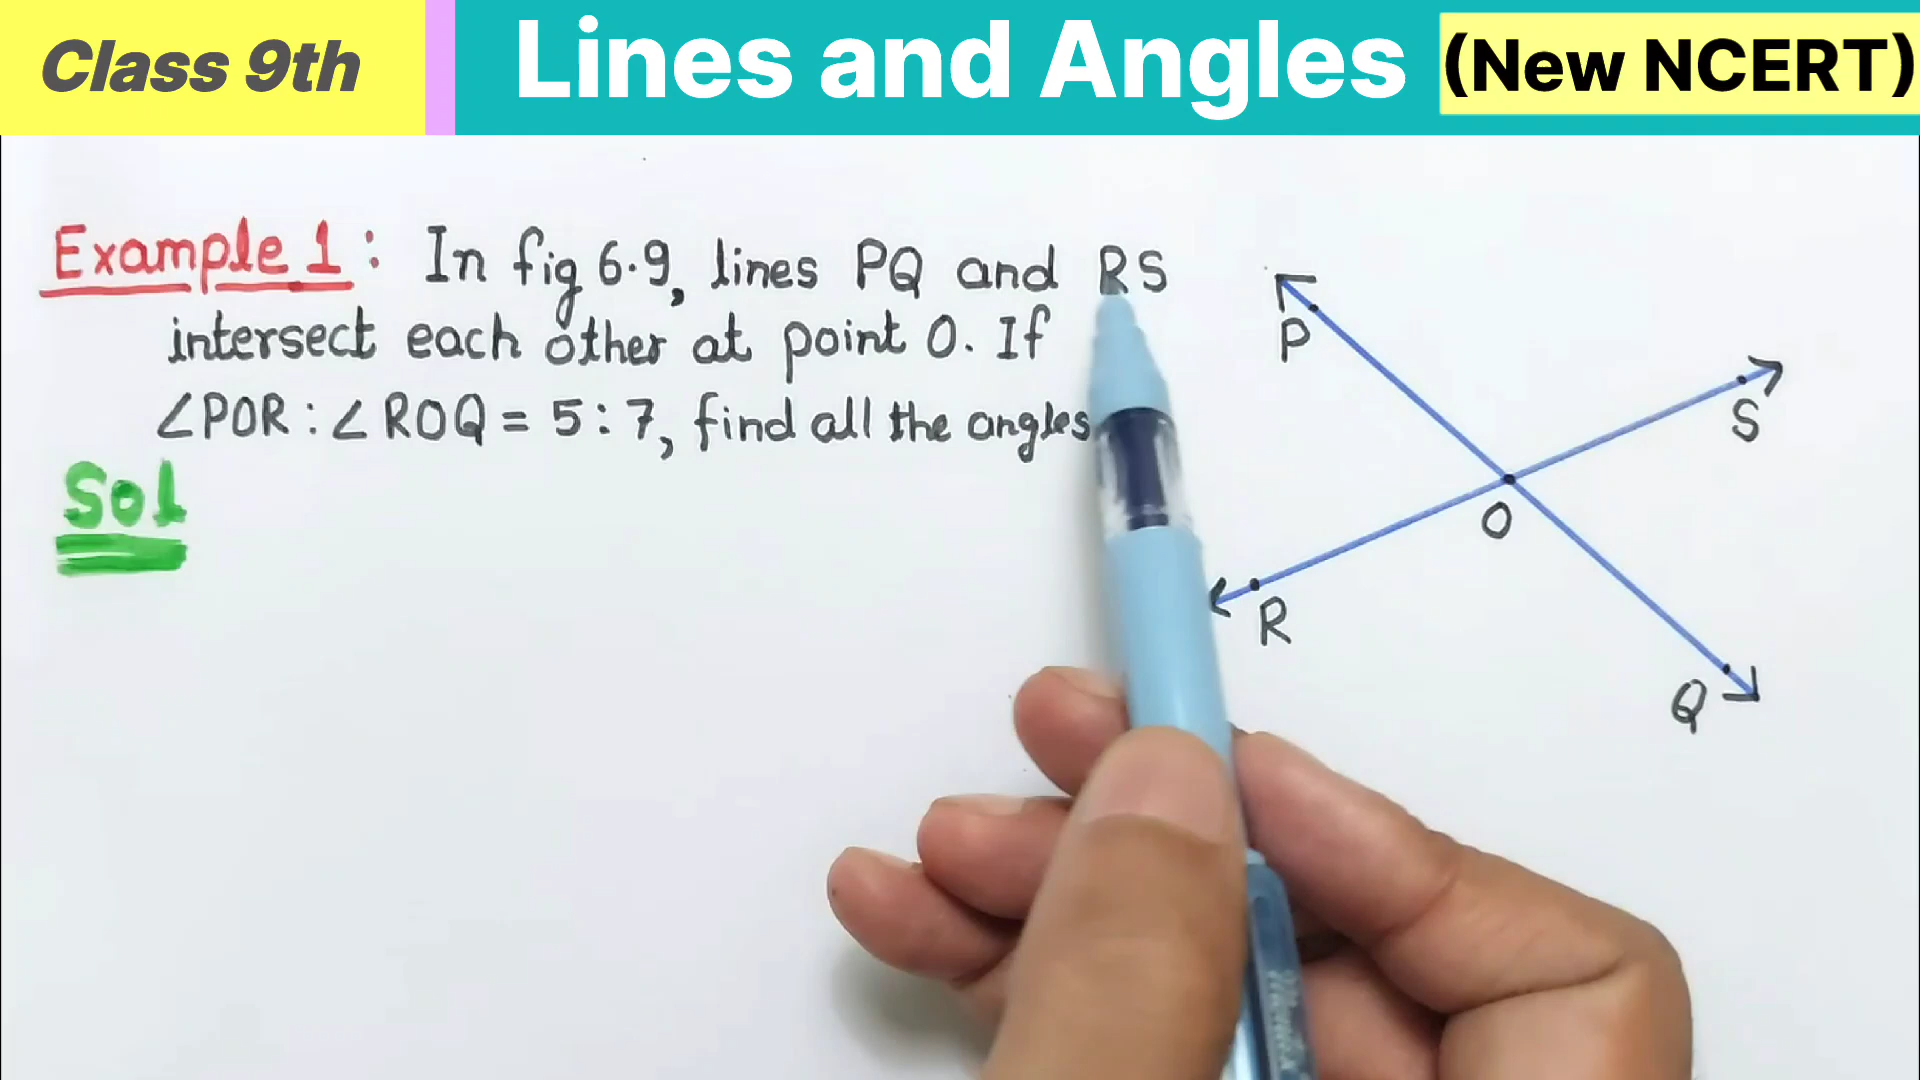 Class 9th
Lines and Angles
(New NCERT)
Example 1: In fig 6.9, lines PQ and RS
intersect each other at point O. If
∠POR : ∠ROQ = 5 : 7, find all the angles
Sol
P
S
O
R
Q